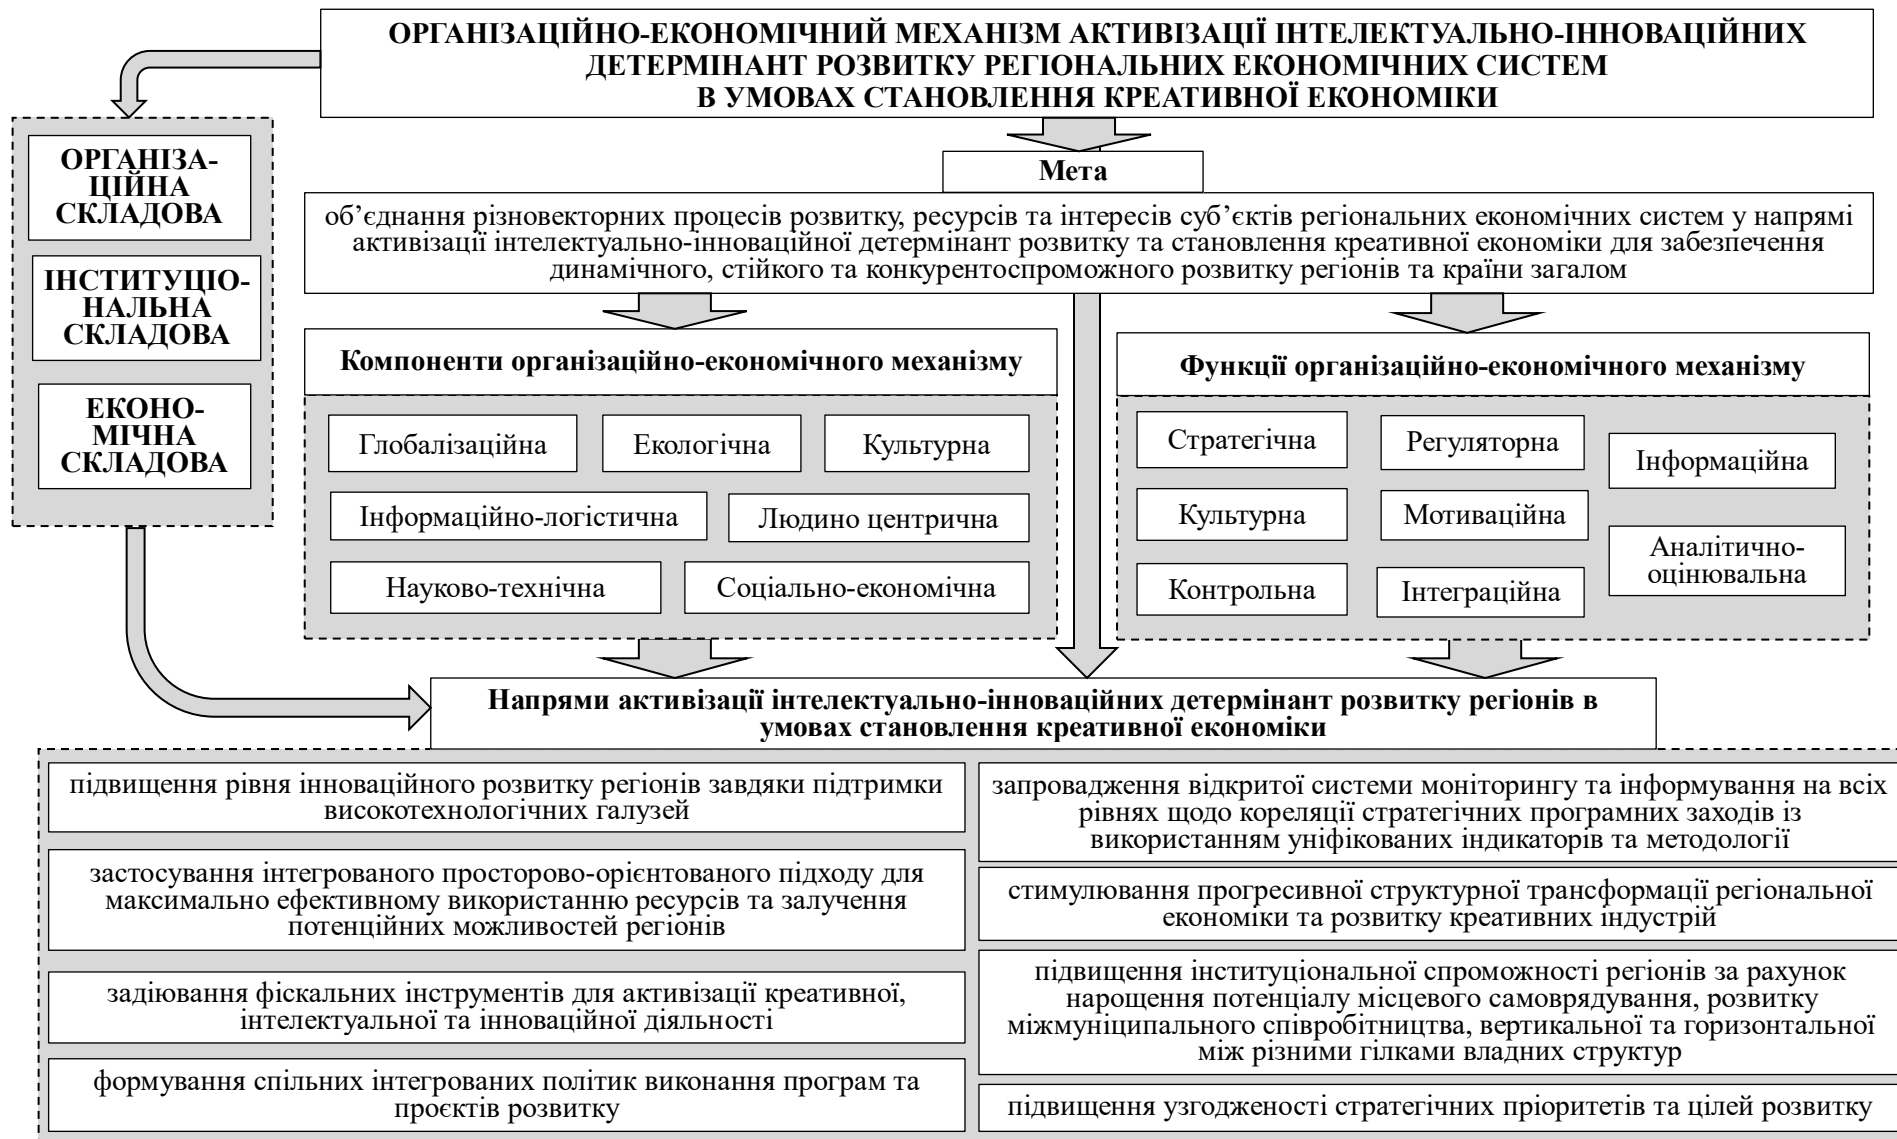 ОРГАНІЗАЦІЙНО-ЕКОНОМІЧНИЙ МЕХАНІЗМ АКТИВІЗАЦІЇ ІНТЕЛЕКТУАЛЬНО-ІННОВАЦІЙНИХ
ДЕТЕРМІНАНТ РОЗВИТКУ РЕГІОНАЛЬНИХ ЕКОНОМІЧНИХ СИСТЕМ
В УМОВАХ СТАНОВЛЕННЯ КРЕАТИВНОЇ ЕКОНОМІКИ
ОРГАНІЗА-
ЦІЙНА
СКЛАДОВА
ІНСТИТУЦІО-
НАЛЬНА
СКЛАДОВА
ЕКОНО-
МІЧНА
СКЛАДОВА
Мета
об’єднання різновекторних процесів розвитку, ресурсів та інтересів суб’єктів регіональних економічних систем у напрямі
активізації інтелектуально-інноваційної детермінант розвитку та становлення креативної економіки для забезпечення
динамічного, стійкого та конкурентоспроможного розвитку регіонів та країни загалом
Компоненти організаційно-економічного механізму
Глобалізаційна
Екологічна
Культурна
Інформаційно-логістична
Людино центрична
Науково-технічна
Соціально-економічна
Функції організаційно-економічного механізму
Стратегічна
Регуляторна
Інформаційна
Культурна
Мотиваційна
Аналітично-
оцінювальна
Контрольна
Інтеграційна
Напрями активізації інтелектуально-інноваційних детермінант розвитку регіонів в
умовах становлення креативної економіки
підвищення рівня інноваційного розвитку регіонів завдяки підтримки
високотехнологічних галузей
застосування інтегрованого просторово-орієнтованого підходу для
максимально ефективному використанню ресурсів та залучення
потенційних можливостей регіонів
задіювання фіскальних інструментів для активізації креативної,
інтелектуальної та інноваційної діяльності
формування спільних інтегрованих політик виконання програм та
проєктів розвитку
запровадження відкритої системи моніторингу та інформування на всіх
рівнях щодо кореляції стратегічних програмних заходів із
використанням уніфікованих індикаторів та методології
стимулювання прогресивної структурної трансформації регіональної
економіки та розвитку креативних індустрій
підвищення інституціональної спроможності регіонів за рахунок
нарощення потенціалу місцевого самоврядування, розвитку
міжмуніципального співробітництва, вертикальної та горизонтальної
між різними гілками владних структур
підвищення узгодженості стратегічних пріоритетів та цілей розвитку